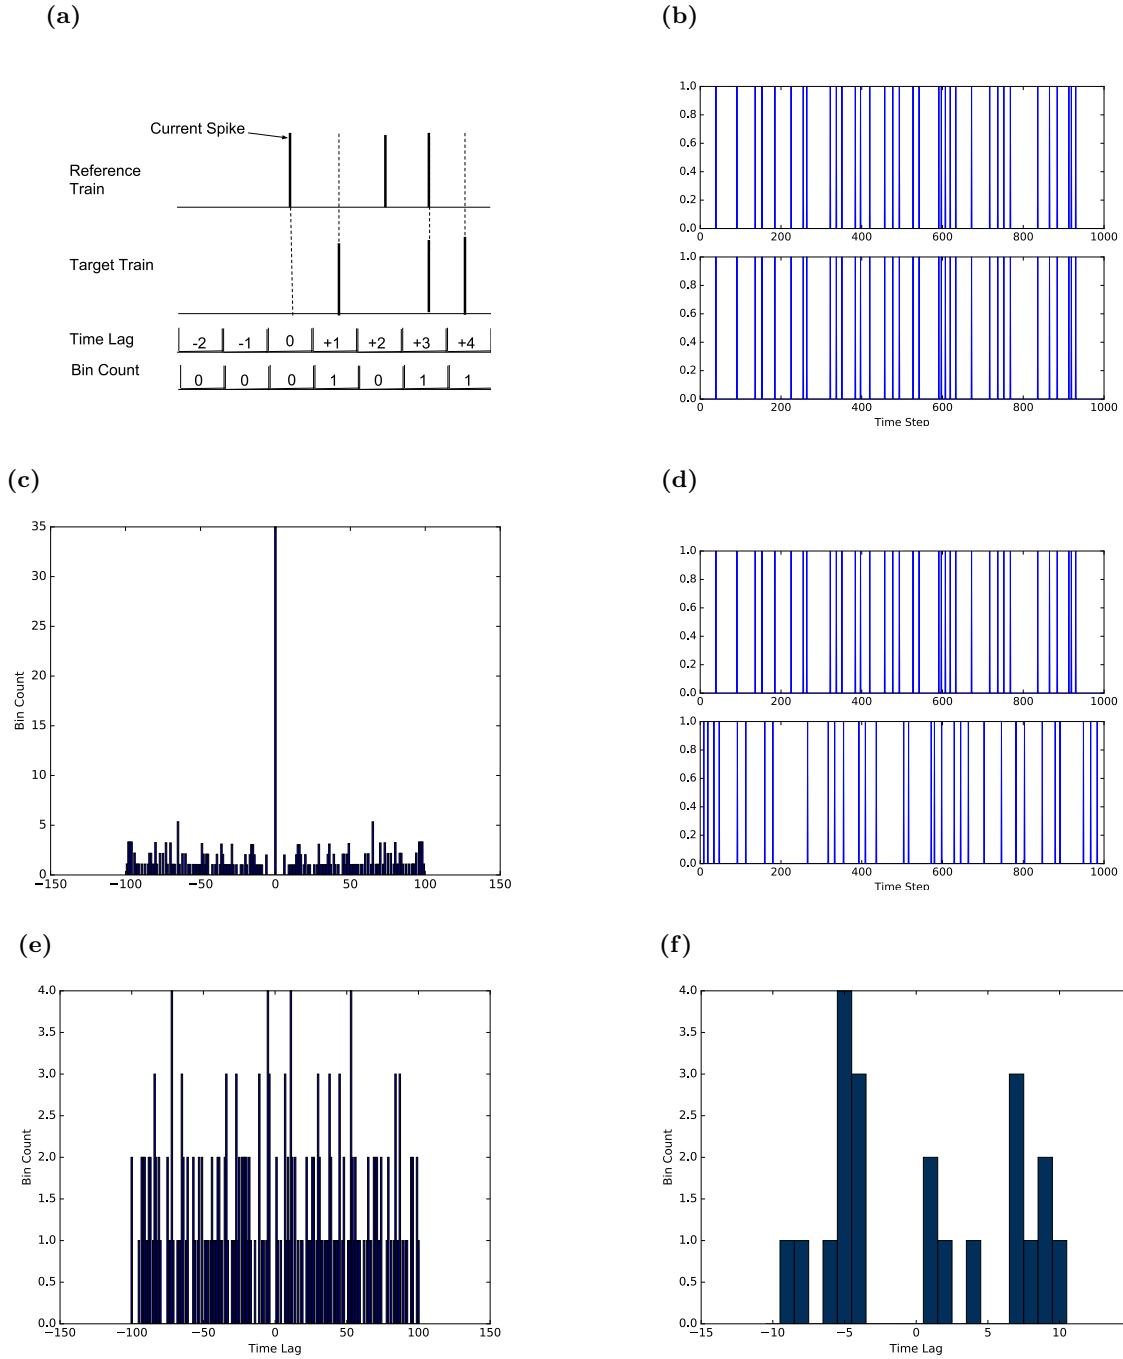 (a)
Current Spike
Reference
Train
Target Train
Time Lag
-2 -1 0 +1 +2 +3 +4
Bin Count
0 0 0 1 0 1 1
(b)
1.0
0.8
0.6
0.4
0.2
0.0
0 200 400 600 800 1000
1.0
0.8
0.6
0.4
0.2
0.0
0 200 400 600 800 1000
Time Step
(c)
35
30
25
20
15
10
5
0
−150 −100 −50 0 50 100 150
Bin Count
(d)
1.0
0.8
0.6
0.4
0.2
0.0
0 200 400 600 800 1000
1.0
0.8
0.6
0.4
0.2
0.0
0 200 400 600 800 1000
Time Step
(e)
4.0
3.5
3.0
2.5
2.0
1.5
1.0
0.5
0.0
−150 −100 −50 0 50 100 150
Bin Count
Time Lag
(f)
4.0
3.5
3.0
2.5
2.0
1.5
1.0
0.5
0.0
−15 −10 −5 0 5 10
Bin Count
Time Lag